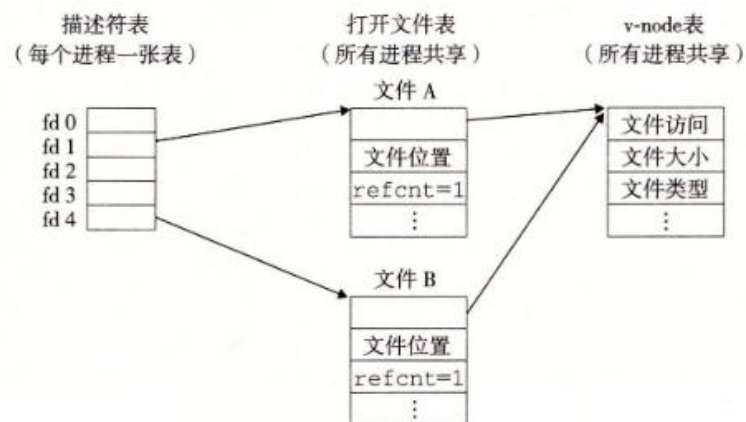 描述符表
（每个进程一张表）
fd 0
fd 1
fd 2
fd 3
fd 4
打开文件表
（所有进程共享）
文件 A
文件位置
refcnt=1
⋮
文件 B
文件位置
refcnt=1
⋮
v-node表
（所有进程共享）
文件访问
文件大小
文件类型
⋮